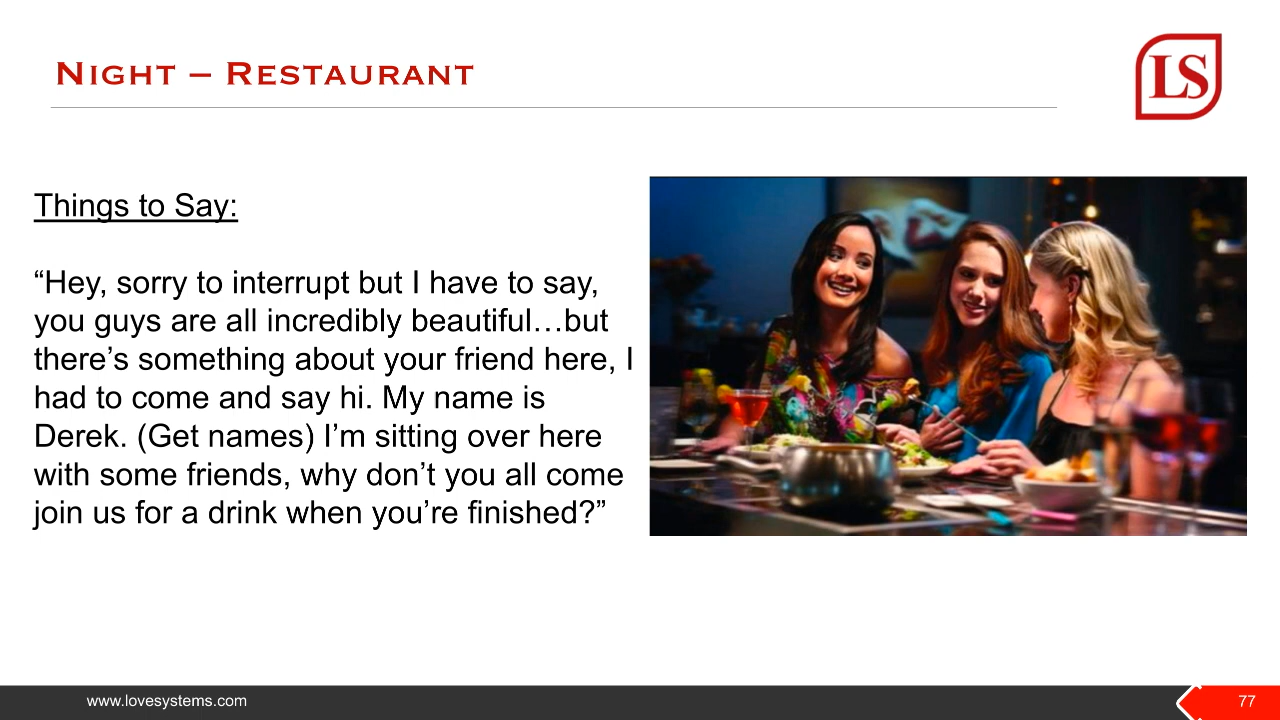 NIGHT – RESTAURANT
LS
Things to Say:
“Hey, sorry to interrupt but I have to say,
you guys are all incredibly beautiful…but
there’s something about your friend here, I
had to come and say hi. My name is
Derek. (Get names) I’m sitting over here
with some friends, why don’t you all come
join us for a drink when you’re finished?”
www.lovesystems.com
77